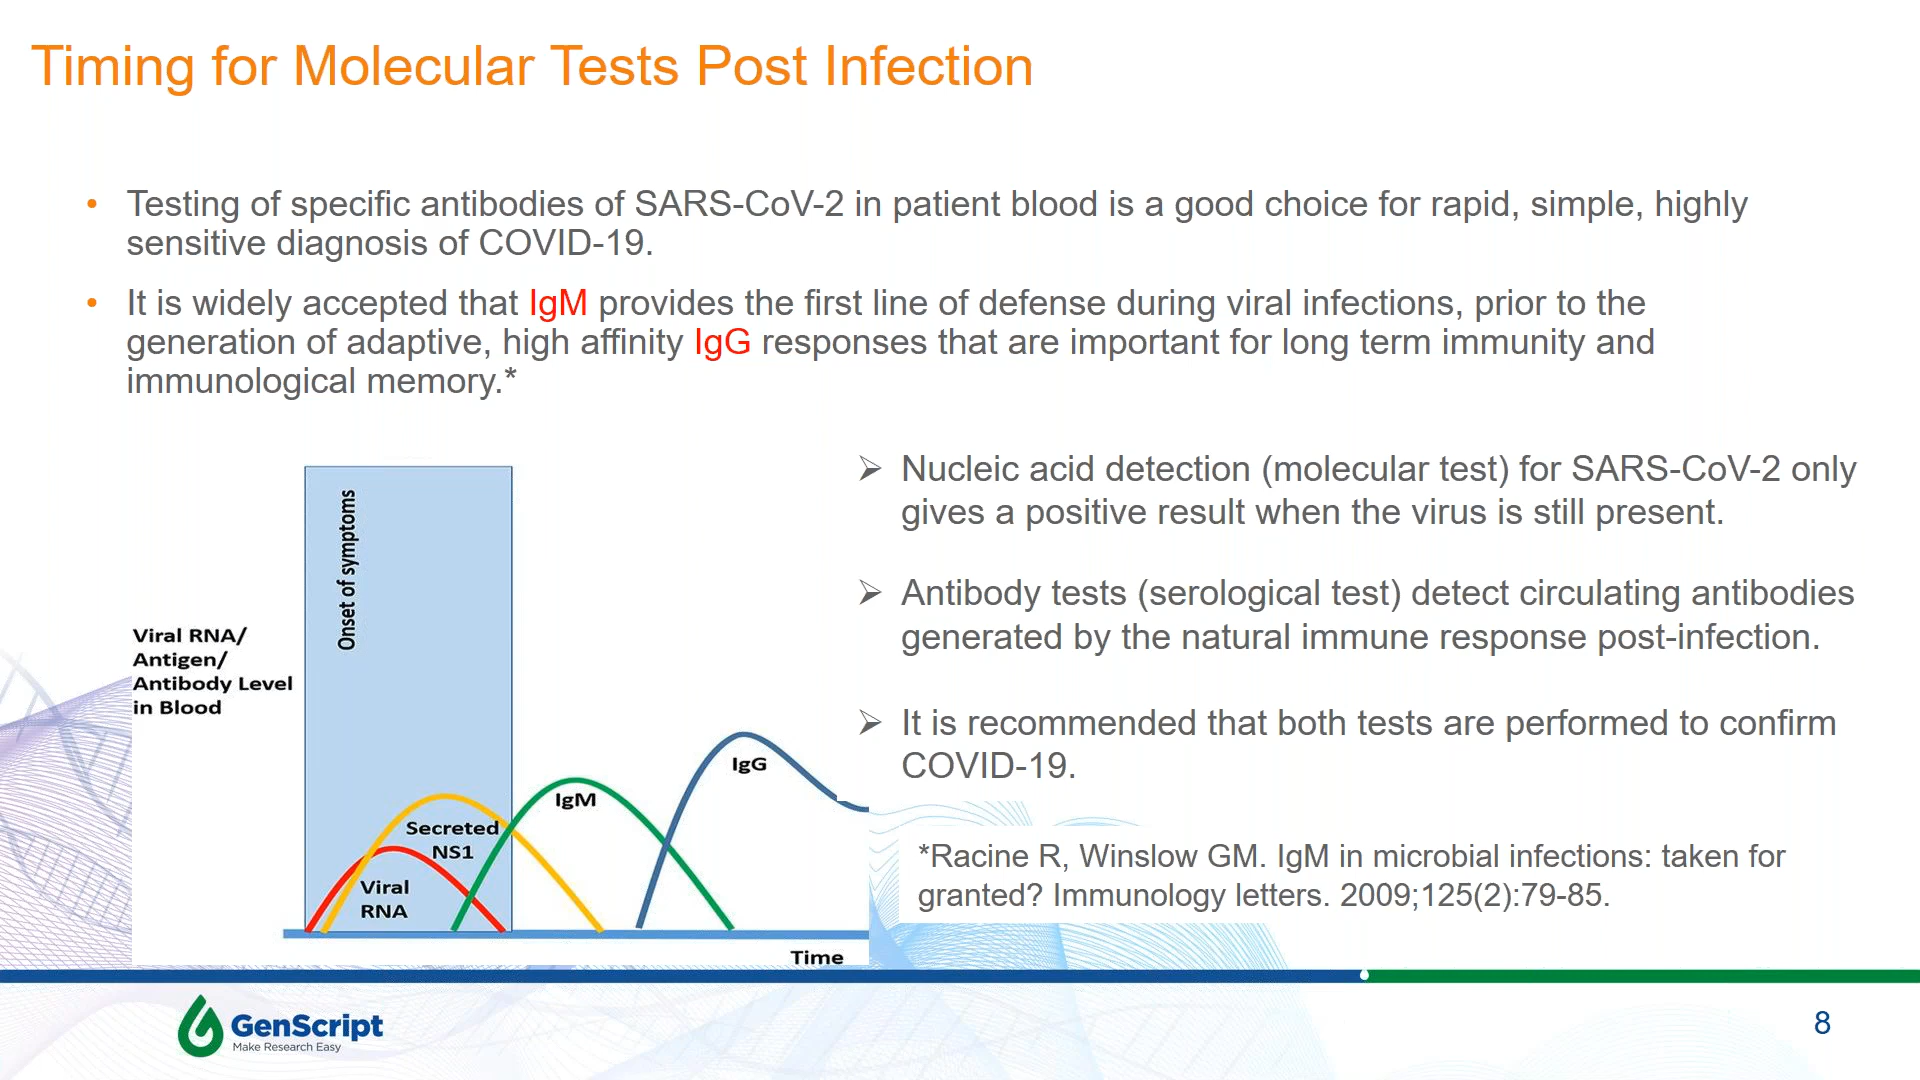 Timing for Molecular Tests Post Infection
• Testing of specific antibodies of SARS-CoV-2 in patient blood is a good choice for rapid, simple, highly
sensitive diagnosis of COVID-19.
• It is widely accepted that IgM provides the first line of defense during viral infections, prior to the
generation of adaptive, high affinity IgG responses that are important for long term immunity and
immunological memory.*
Onset of symptoms
Viral RNA/
Antigen/
Antibody Level
in Blood
IgG
IgM
Secreted
NS1
Viral
RNA
Time
➢ Nucleic acid detection (molecular test) for SARS-CoV-2 only
gives a positive result when the virus is still present.
➢ Antibody tests (serological test) detect circulating antibodies
generated by the natural immune response post-infection.
➢ It is recommended that both tests are performed to confirm
COVID-19.
*Racine R, Winslow GM. IgM in microbial infections: taken for
granted? Immunology letters. 2009;125(2):79-85.
GenScript
Make Research Easy
8